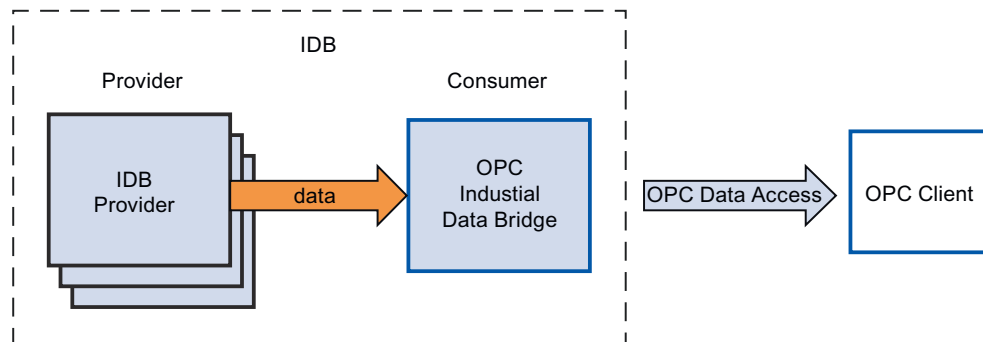 IDB
Provider
Consumer
IDB
Provider
data
OPC
Industial
Data Bridge
OPC Data Access
OPC Client